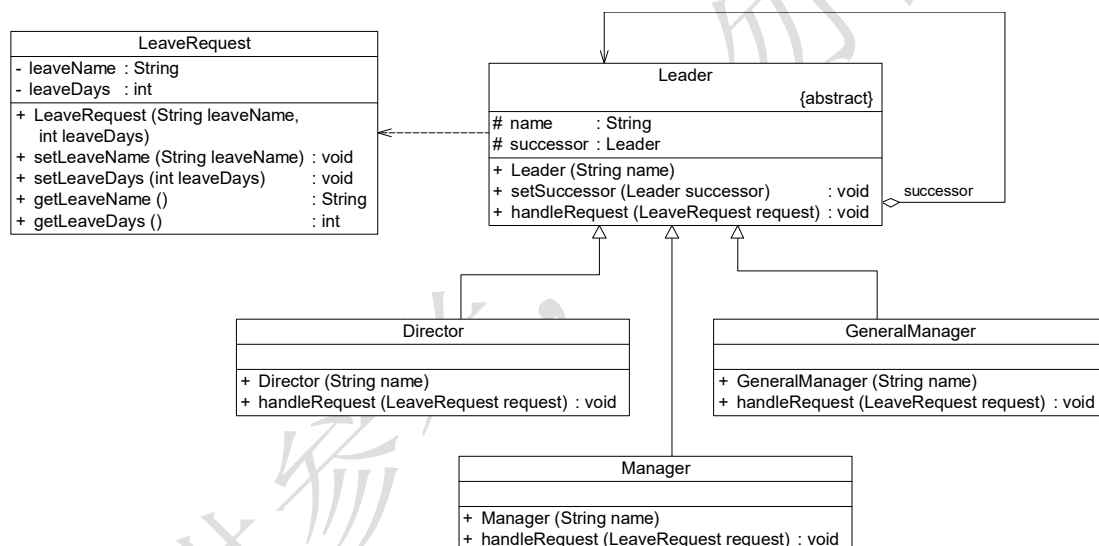 LeaveRequest
- leaveName : String
- leaveDays : int
+ LeaveRequest (String leaveName,
int leaveDays)
+ setLeaveName (String leaveName) : void
+ setLeaveDays (int leaveDays) : void
+ getLeaveName () : String
+ getLeaveDays () : int
Leader
{abstract}
# name : String
# successor : Leader
+ Leader (String name)
+ setSuccessor (Leader successor) : void
+ handleRequest (LeaveRequest request) : void
successor
Director
+ Director (String name)
+ handleRequest (LeaveRequest request) : void
GeneralManager
+ GeneralManager (String name)
+ handleRequest (LeaveRequest request) : void
Manager
+ Manager (String name)
+ handleRequest (LeaveRequest request) : void